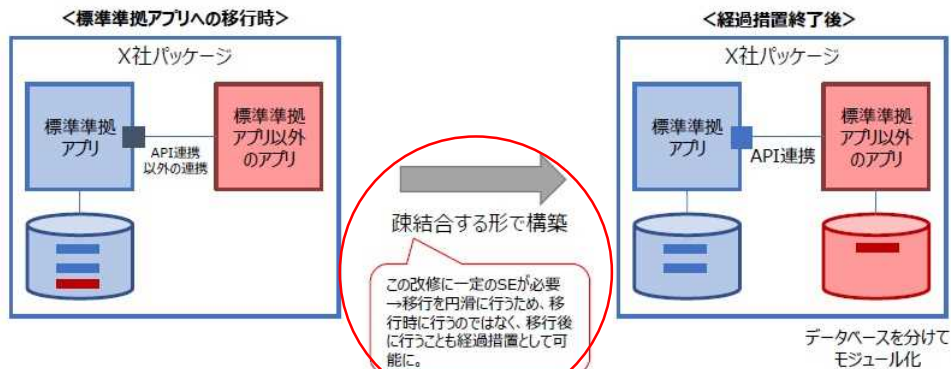 <標準準拠アプリへの移行時>
X社パッケージ
標準準拠
アプリ
API連携
以外の連携
標準準拠
アプリ以外
のアプリ
疎結合する形で構築
この改修に一定のSEが必要
→移行を円滑に行うため、移
行時に行うのではなく、移行後
に行うことも経過措置として可
能に。
<経過措置終了後>
X社パッケージ
標準準拠
アプリ
API連携
標準準拠
アプリ以外
のアプリ
データベースを分けて
モジュール化